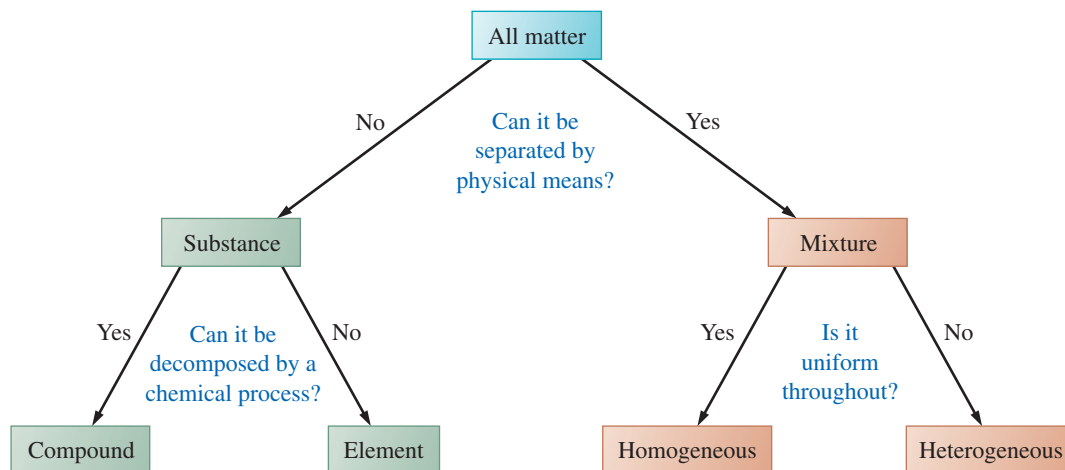 All matter
No
Can it be
separated by
physical means?
Yes
Substance
Mixture
Yes
Can it be
decomposed by a
chemical process?
No
Yes
Is it
uniform
throughout?
No
Compound
Element
Homogeneous
Heterogeneous